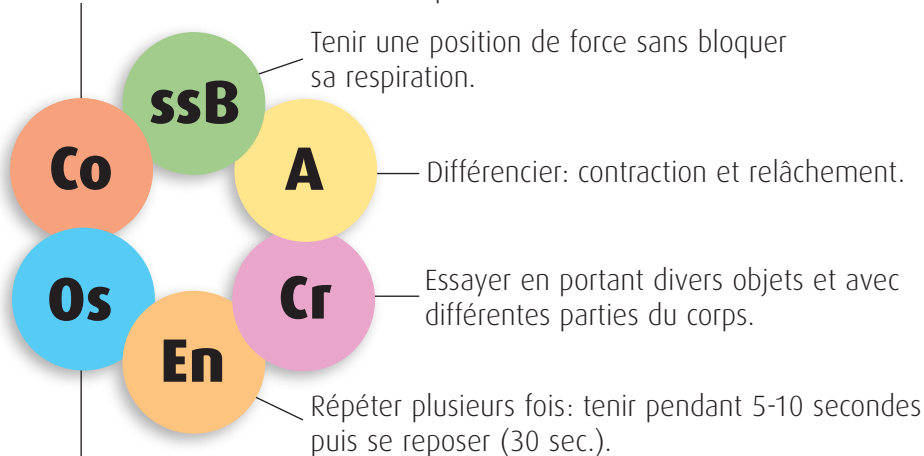 Tenir une position de force sans bloquer
sa respiration.
ssB
Co
A
Différencier: contraction et relâchement.
Os
Cr
Essayer en portant divers objets et avec
différentes parties du corps.
En
Répéter plusieurs fois: tenir pendant 5-10 secondes
puis se reposer (30 sec.).